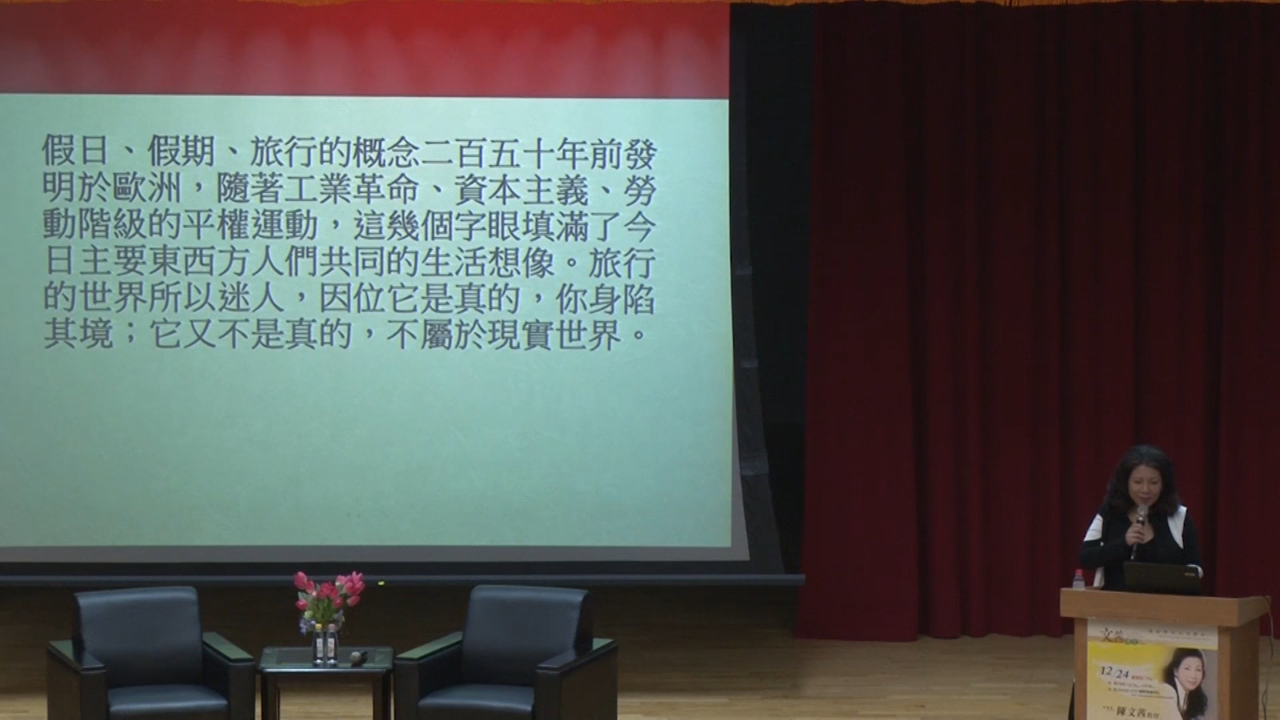 假日、假期、旅行的概念二百五十年前發
明於歐洲，隨著工業革命、資本主義、勞
動階級的平權運動，這幾個字眼填滿了今
日主要東西方人們共同的生活想像。旅行
的世界所以迷人，因位它是真的，你身陷
其境；它又不是真的，不屬於現實世界。
文茜
12/24
陳文茜